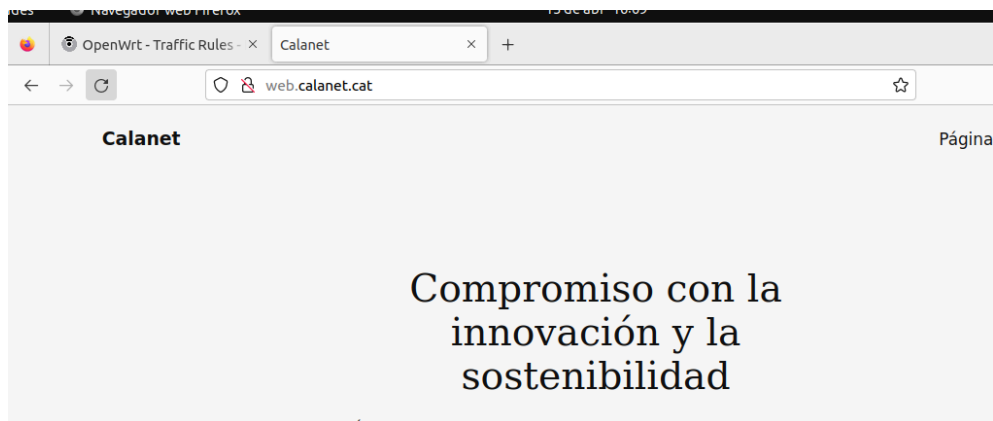 Navegador web Firefox
OpenWrt - Traffic Rules -
Calanet
web.calanet.cat
Calanet
Página
Compromiso con la
innovación y la
sostenibilidad